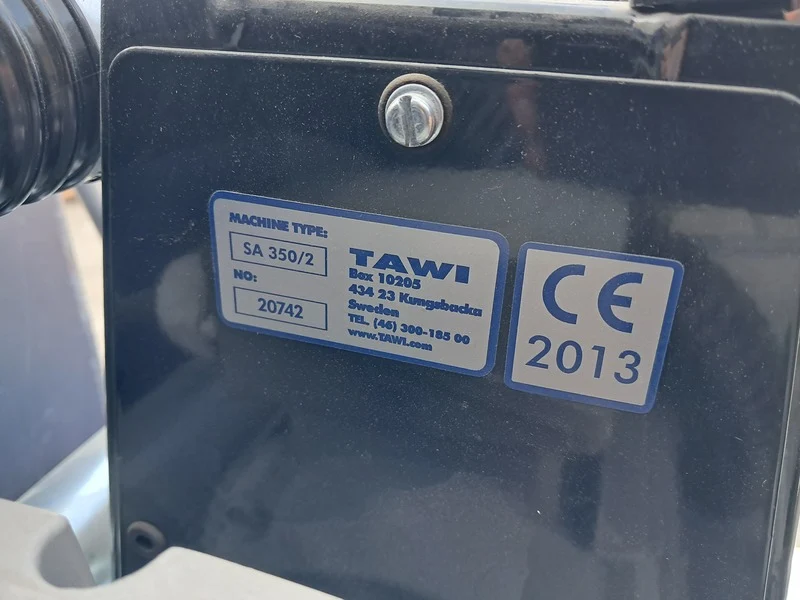 MACHINE TYPE:
SA 350/2
NO:
20742
TAWI
Box 10205
434 23 Kungsbacka
Sweden
TEL. (46) 300-185 00
www.TAWI.com
CE
2013